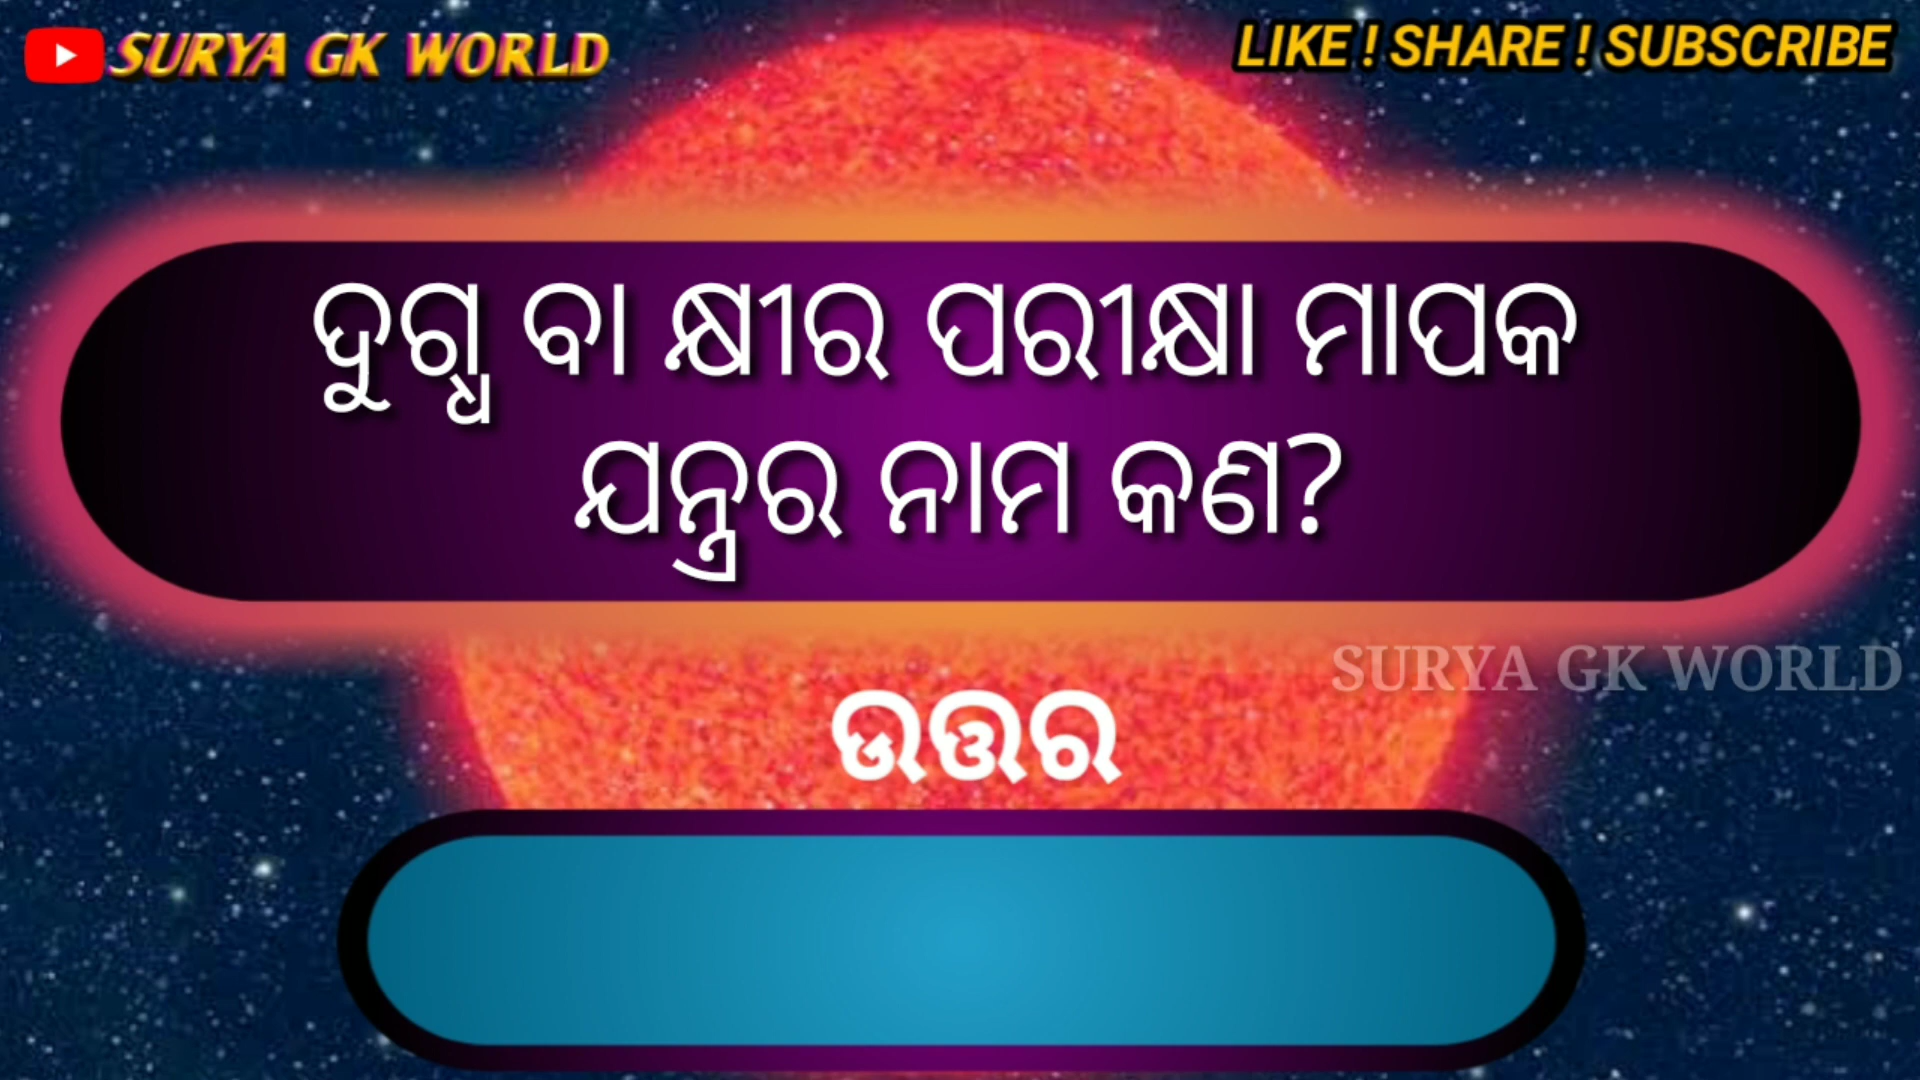 SURYA GK WORLD
LIKE ! SHARE ! SUBSCRIBE
ଦୁଗ୍ଧ ବା କ୍ଷୀର ପରୀକ୍ଷା ମାପକ
ଯନ୍ତ୍ରର ନାମ କଣ?
SURYA GK WORLD
ଉତ୍ତର